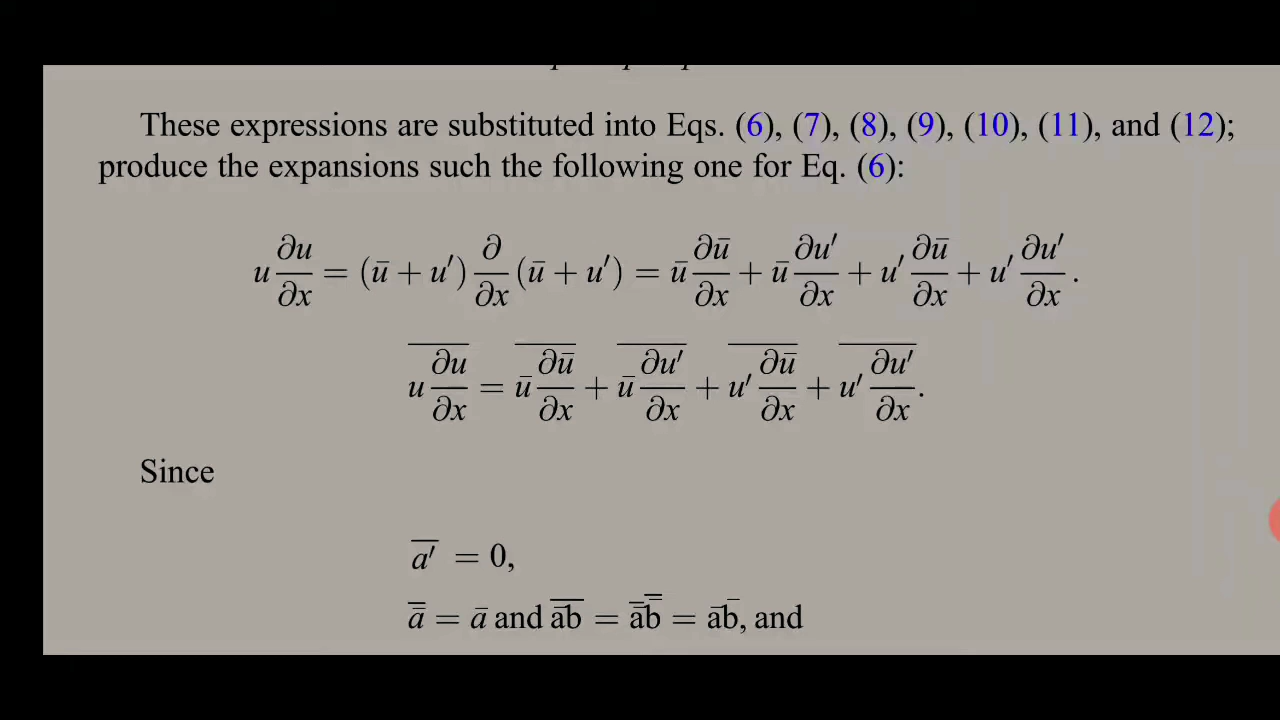 These expressions are substituted into Eqs. (6), (7), (8), (9), (10), (11), and (12);
produce the expansions such the following one for Eq. (6):
u ∂u/∂x = (ū + u′) ∂/∂x (ū + u′) = ū ∂ū/∂x + ū ∂u′/∂x + u′ ∂ū/∂x + u′ ∂u′/∂x .
\overline{u ∂u/∂x} = \overline{ū ∂ū/∂x} + \overline{ū ∂u′/∂x} + \overline{u′ ∂ū/∂x} + \overline{u′ ∂u′/∂x}.
Since
\overline{a′} = 0,
\overline{ā} = ā and \overline{āb} = \overline{ā}\overline{b̄} = āb̄, and